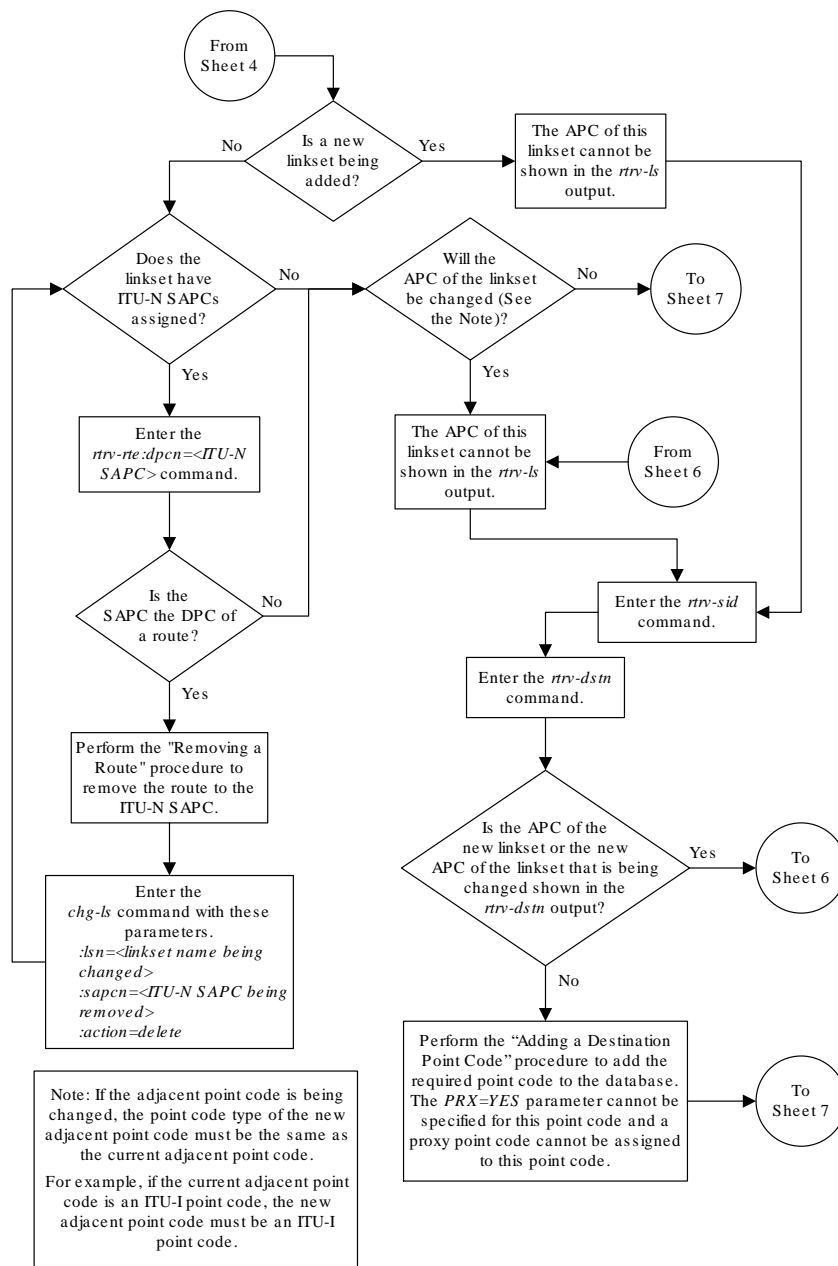 From
Sheet 4
Is a new
linkset being
added?
No
Yes
The APC of this
linkset cannot be
shown in the rtrv-ls
output.
Does the
linkset have
ITU-N SAPCs
assigned?
No
Yes
Will the
APC of the linkset
be changed (See
the Note)?
No
Yes
To
Sheet 7
Enter the
rtrv-rte:dpcn=<ITU-N
SAPC> command.
The APC of this
linkset cannot be
shown in the rtrv-ls
output.
From
Sheet 6
Is the
SAPC the DPC of
a route?
No
Yes
Enter the rtrv-sid
command.
Enter the rtrv-dstn
command.
Perform the "Removing a
Route" procedure to
remove the route to the
ITU-N SAPC.
Is the APC of the
new linkset or the new
APC of the linkset that is being
changed shown in the
rtrv-dstn output?
Yes
No
To
Sheet 6
Enter the
chg-ls command with these
parameters.
:lsn=<linkset name being
changed>
:sapcn=<ITU-N SAPC being
removed>
:action=delete
Perform the “Adding a Destination
Point Code” procedure to add the
required point code to the database.
The PRX=YES parameter cannot be
specified for this point code and a
proxy point code cannot be assigned
to this point code.
To
Sheet 7
Note: If the adjacent point code is being
changed, the point code type of the new
adjacent point code must be the same as
the current adjacent point code.
For example, if the current adjacent point
code is an ITU-I point code, the new
adjacent point code must be an ITU-I
point code.